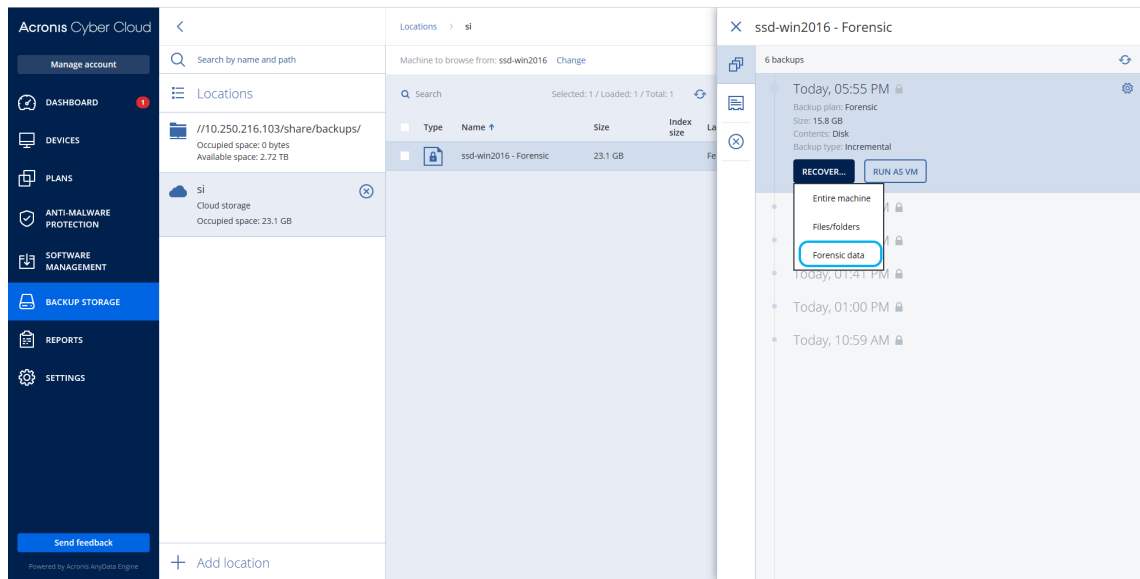 Acronis Cyber Cloud
Manage account
DASHBOARD
1
DEVICES
PLANS
ANTI-MALWARE
PROTECTION
SOFTWARE
MANAGEMENT
BACKUP STORAGE
REPORTS
SETTINGS
Send feedback
Powered by Acronis AnyData Engine
Search by name and path
Locations
//10.250.216.103/share/backups/
Occupied space: 0 bytes
Available space: 2.72 TB
si
Cloud storage
Occupied space: 23.1 GB
Add location
Locations > si
Machine to browse from: ssd-win2016 Change
Search Selected: 1 / Loaded: 1 / Total: 1
Type Name ↑ Size Index size La
ssd-win2016 - Forensic 23.1 GB Fe
ssd-win2016 - Forensic
6 backups
Today, 05:55 PM
Backup plan: Forensic
Size: 15.8 GB
Contents: Disk
Backup type: Incremental
RECOVER... RUN AS VM
Entire machine
Files/folders
Forensic data
Today, 01:41 PM
Today, 01:00 PM
Today, 10:59 AM